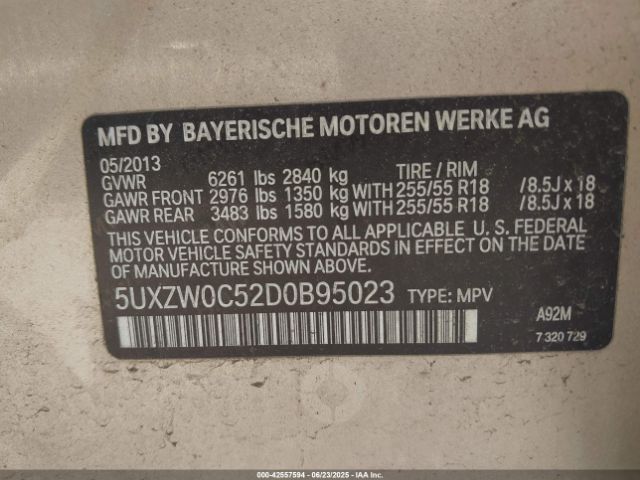 MFD BY BAYERISCHE MOTOREN WERKE AG
05/2013 TIRE / RIM
GVWR 6261 lbs 2840 kg
GAWR FRONT 2976 lbs 1350 kg WITH 255/55 R18 /8.5J x 18
GAWR REAR 3483 lbs 1580 kg WITH 255/55 R18 /8.5J x 18
THIS VEHICLE CONFORMS TO ALL APPLICABLE U. S. FEDERAL
MOTOR VEHICLE SAFETY STANDARDS IN EFFECT ON THE DATE
OF MANUFACTURE SHOWN ABOVE.
5UXZW0C52D0B95023 TYPE: MPV
A92M
7 320 729
000-42557594 - 06/23/2025 - IAAI.COM